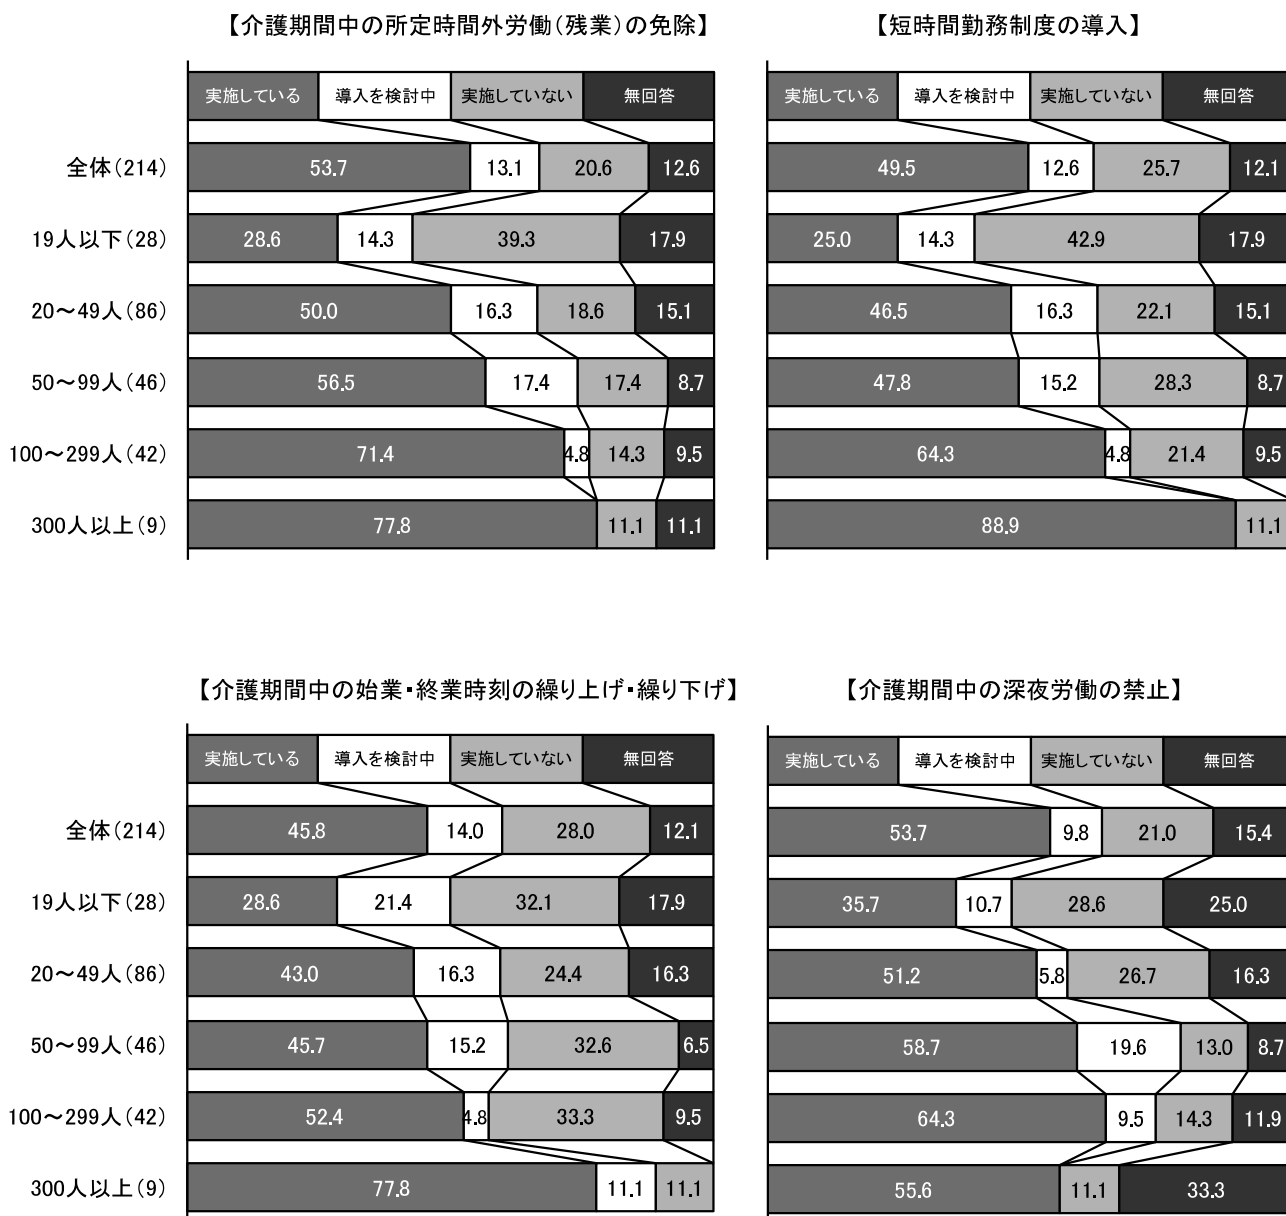 【介護期間中の所定時間外労働(残業)の免除】
実施している 導入を検討中 実施していない 無回答
全体(214) 53.7 13.1 20.6 12.6
19人以下(28) 28.6 14.3 39.3 17.9
20～49人(86) 50.0 16.3 18.6 15.1
50～99人(46) 56.5 17.4 17.4 8.7
100～299人(42) 71.4 4.8 14.3 9.5
300人以上(9) 77.8 11.1 11.1
【短時間勤務制度の導入】
実施している 導入を検討中 実施していない 無回答
49.5 12.6 25.7 12.1
25.0 14.3 42.9 17.9
46.5 16.3 22.1 15.1
47.8 15.2 28.3 8.7
64.3 4.8 21.4 9.5
88.9 11.1
【介護期間中の始業・終業時刻の繰り上げ・繰り下げ】
実施している 導入を検討中 実施していない 無回答
全体(214) 45.8 14.0 28.0 12.1
19人以下(28) 28.6 21.4 32.1 17.9
20～49人(86) 43.0 16.3 24.4 16.3
50～99人(46) 45.7 15.2 32.6 6.5
100～299人(42) 52.4 4.8 33.3 9.5
300人以上(9) 77.8 11.1 11.1
【介護期間中の深夜労働の禁止】
実施している 導入を検討中 実施していない 無回答
53.7 9.8 21.0 15.4
35.7 10.7 28.6 25.0
51.2 5.8 26.7 16.3
58.7 19.6 13.0 8.7
64.3 9.5 14.3 11.9
55.6 11.1 33.3